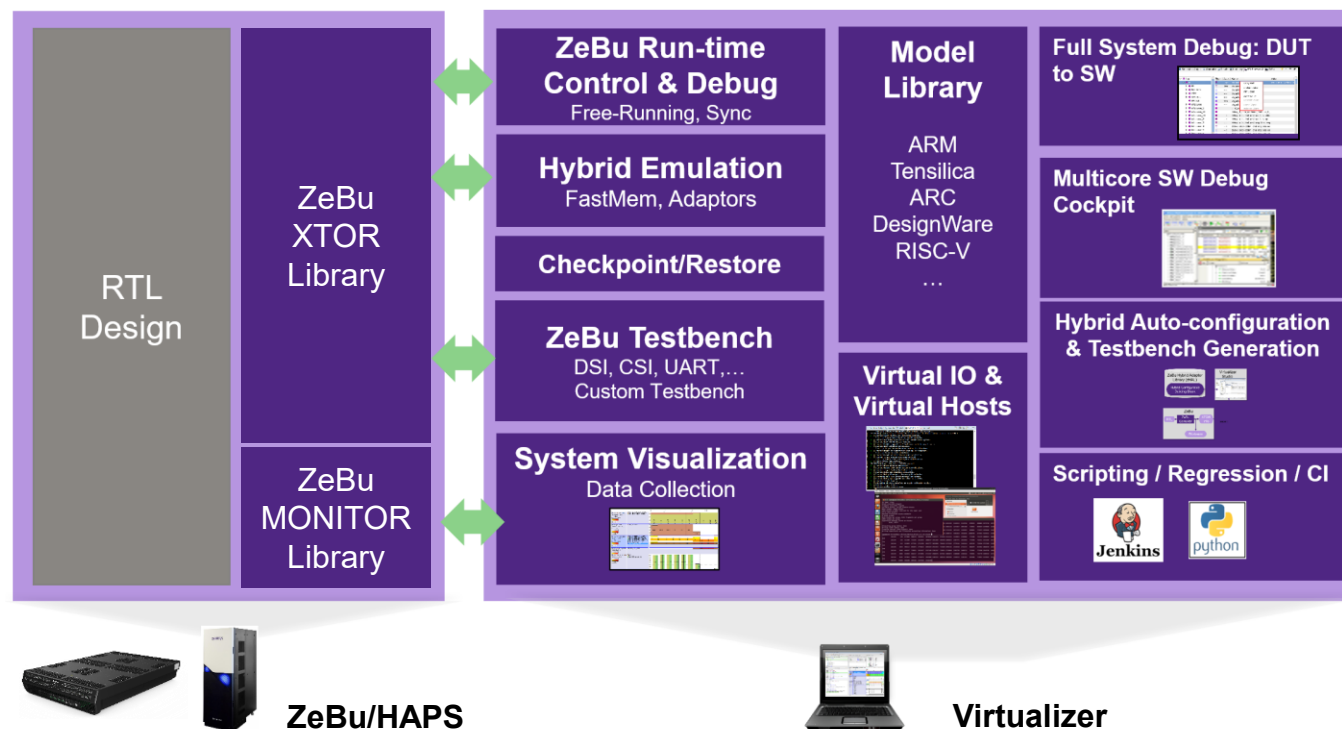 RTL
Design
ZeBu
XTOR
Library
ZeBu
MONITOR
Library
ZeBu Run-time
Control & Debug
Free-Running, Sync
Hybrid Emulation
FastMem, Adaptors
Checkpoint/Restore
ZeBu Testbench
DSI, CSI, UART,...
Custom Testbench
System Visualization
Data Collection
Model
Library
ARM
Tensilica
ARC
DesignWare
RISC-V
...
Virtual IO &
Virtual Hosts
Full System Debug: DUT
to SW
Multicore SW Debug
Cockpit
Hybrid Auto-configuration
& Testbench Generation
Scripting / Regression / CI
Jenkins
python
ZeBu/HAPS
Virtualizer